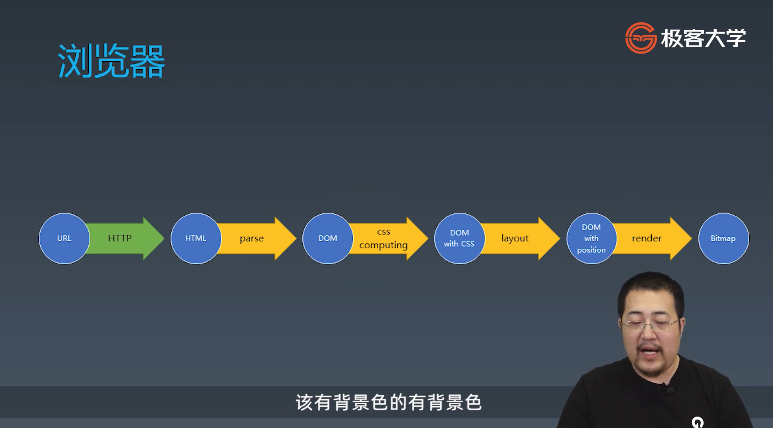 极客大学
浏览器
URL
HTTP
HTML
parse
DOM
css
computing
DOM
with CSS
layout
DOM
with
position
render
Bitmap
该有背景色的有背景色